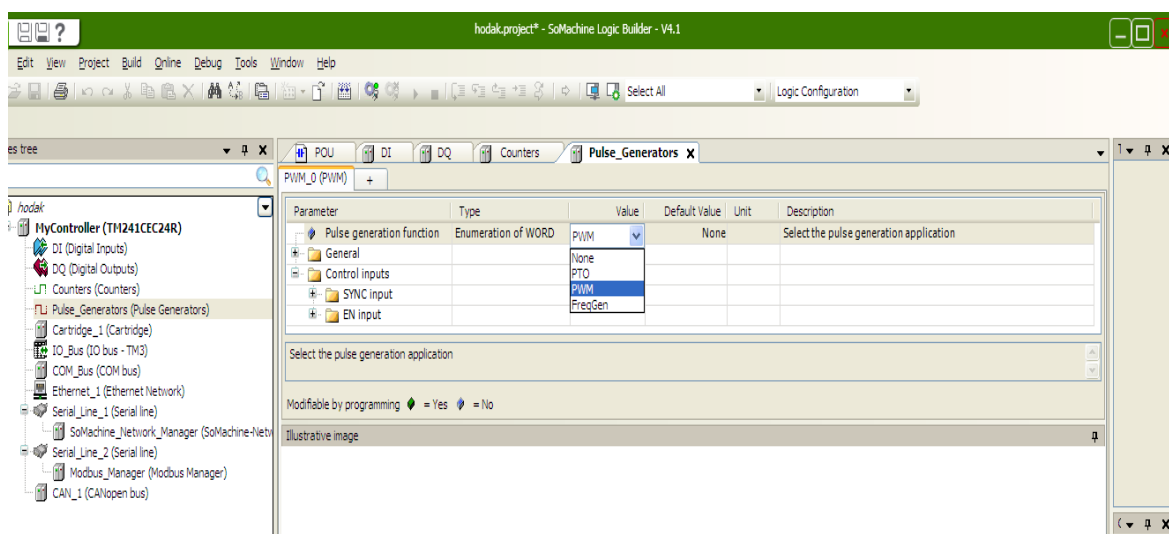 hodak.project* - SoMachine Logic Builder - V4.1
Edit View Project Build Online Debug Tools Window Help
Select All Logic Configuration
es tree
POU DI DQ Counters Pulse_Generators X
PWM_0 (PWM) +
hodak
MyController (TM241CEC24R)
DI (Digital Inputs)
DQ (Digital Outputs)
Counters (Counters)
Pulse_Generators (Pulse Generators)
Cartridge_1 (Cartridge)
IO_Bus (IO bus - TM3)
COM_Bus (COM bus)
Ethernet_1 (Ethernet Network)
Serial_Line_1 (Serial line)
SoMachine_Network_Manager (SoMachine-Netw
Serial_Line_2 (Serial line)
Modbus_Manager (Modbus Manager)
CAN_1 (CANopen bus)
Parameter Type Value Default Value Unit Description
Pulse generation function Enumeration of WORD PWM None Select the pulse generation application
General
Control inputs
SYNC input
EN input
None
PTO
PWM
FreqGen
Select the pulse generation application
Modifiable by programming = Yes = No
Illustrative image